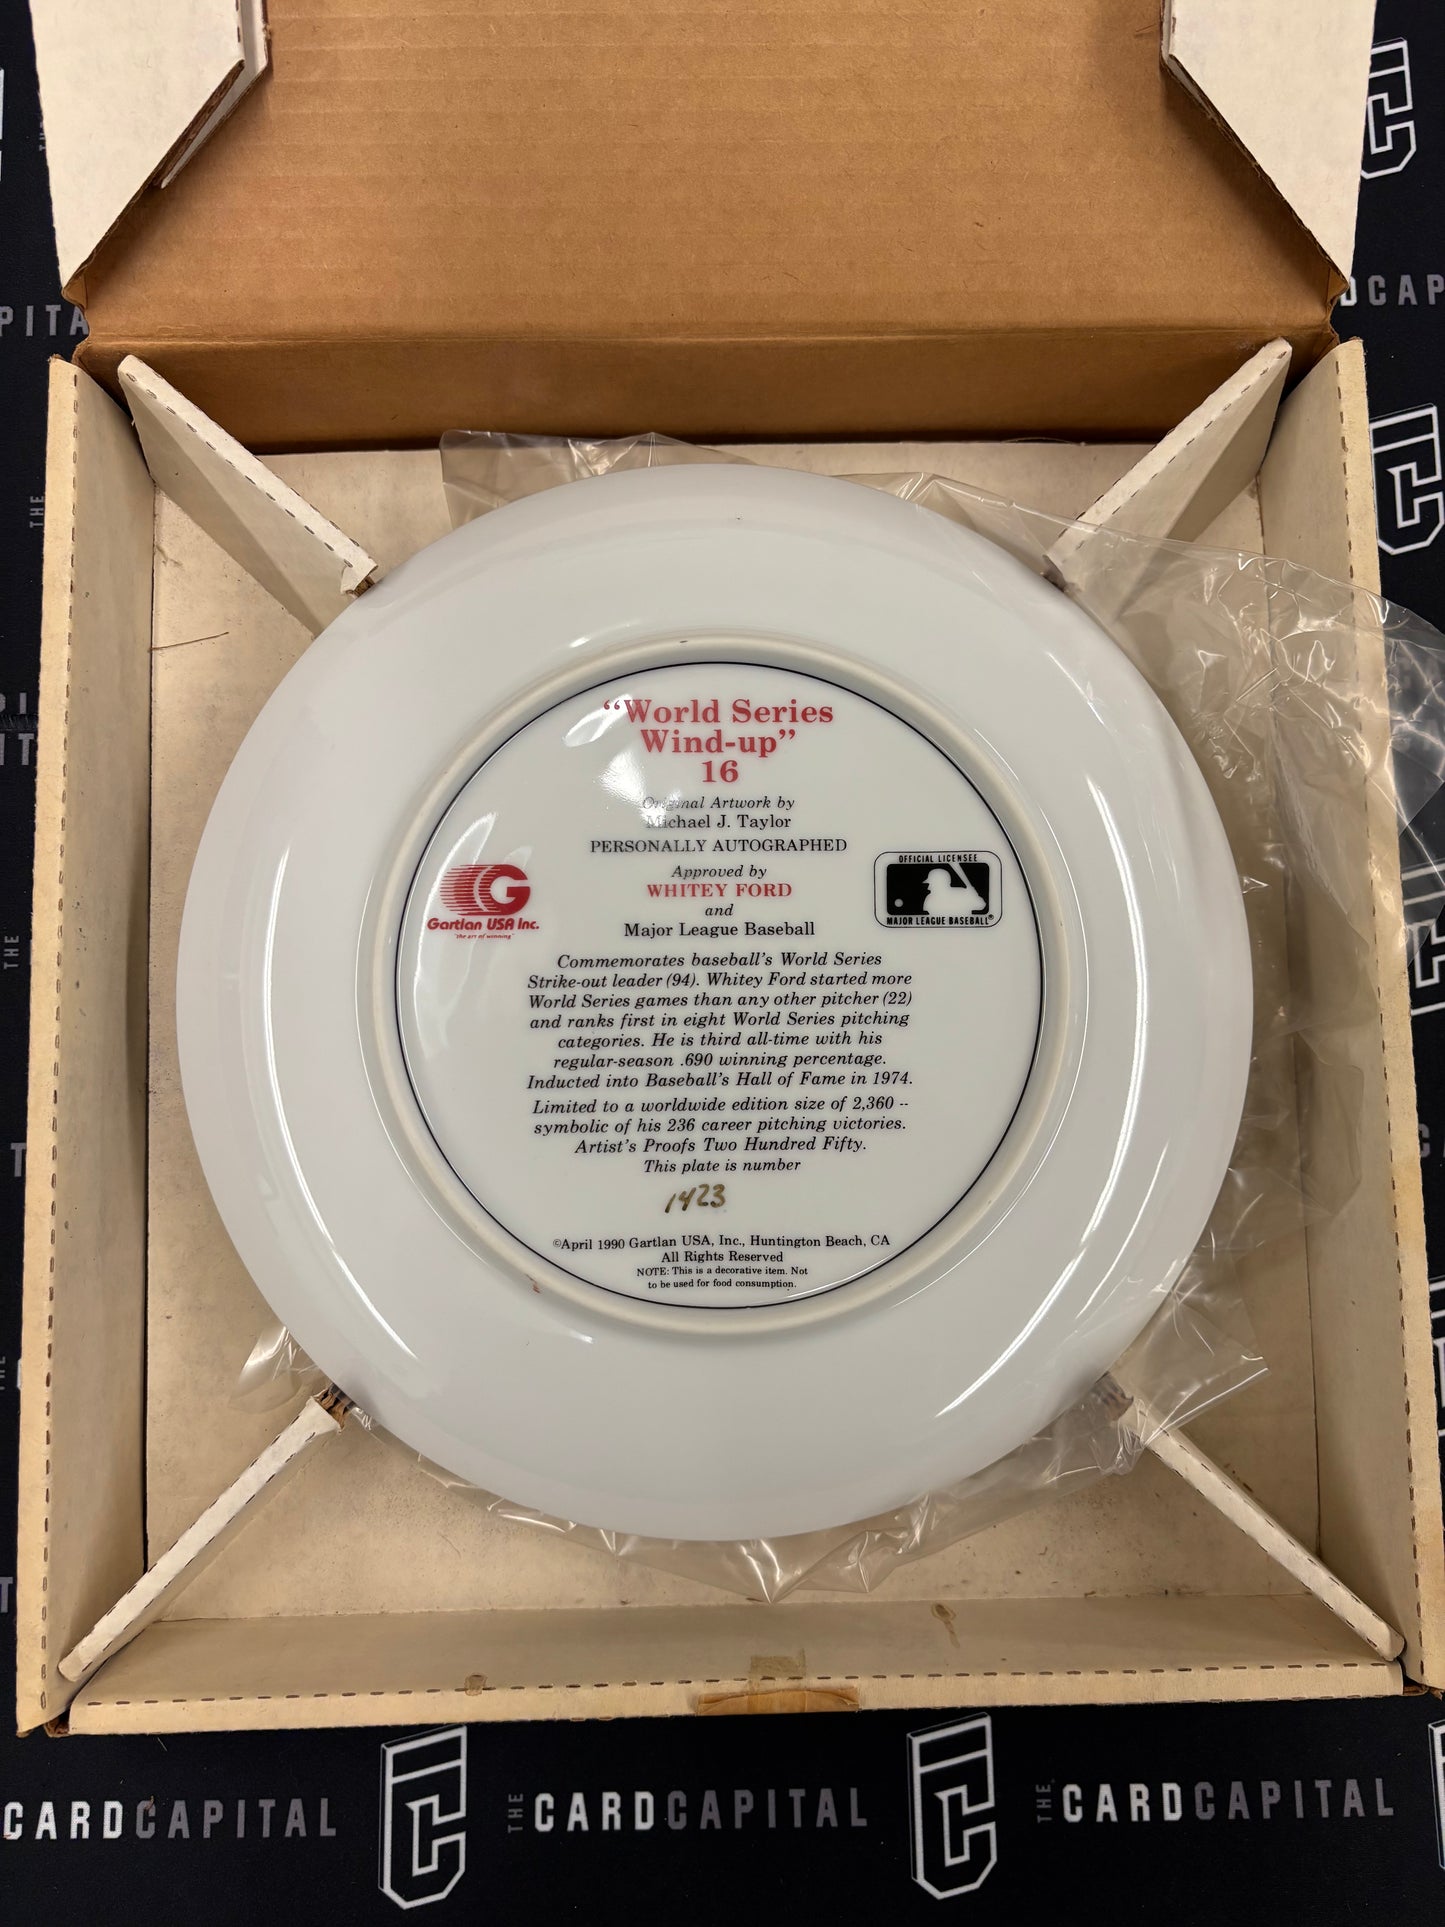 “World Series
Wind-up”
16
Original Artwork by
Michael J. Taylor
PERSONALLY AUTOGRAPHED
Approved by
WHITEY FORD
and
Major League Baseball
G
Gartlan USA Inc.
"the art of winning"
OFFICIAL LICENSEE
MAJOR LEAGUE BASEBALL®
Commemorates baseball's World Series
Strike-out leader (94). Whitey Ford started more
World Series games than any other pitcher (22)
and ranks first in eight World Series pitching
categories. He is third all-time with his
regular-season .690 winning percentage.
Inducted into Baseball's Hall of Fame in 1974.
Limited to a worldwide edition size of 2,360 --
symbolic of his 236 career pitching victories.
Artist's Proofs Two Hundred Fifty.
This plate is number
1423
©April 1990 Gartlan USA, Inc., Huntington Beach, CA
All Rights Reserved
NOTE: This is a decorative item. Not
to be used for food consumption.
CARDCAPITAL
THE CARDCAPITAL
THE CARDCAPITAL